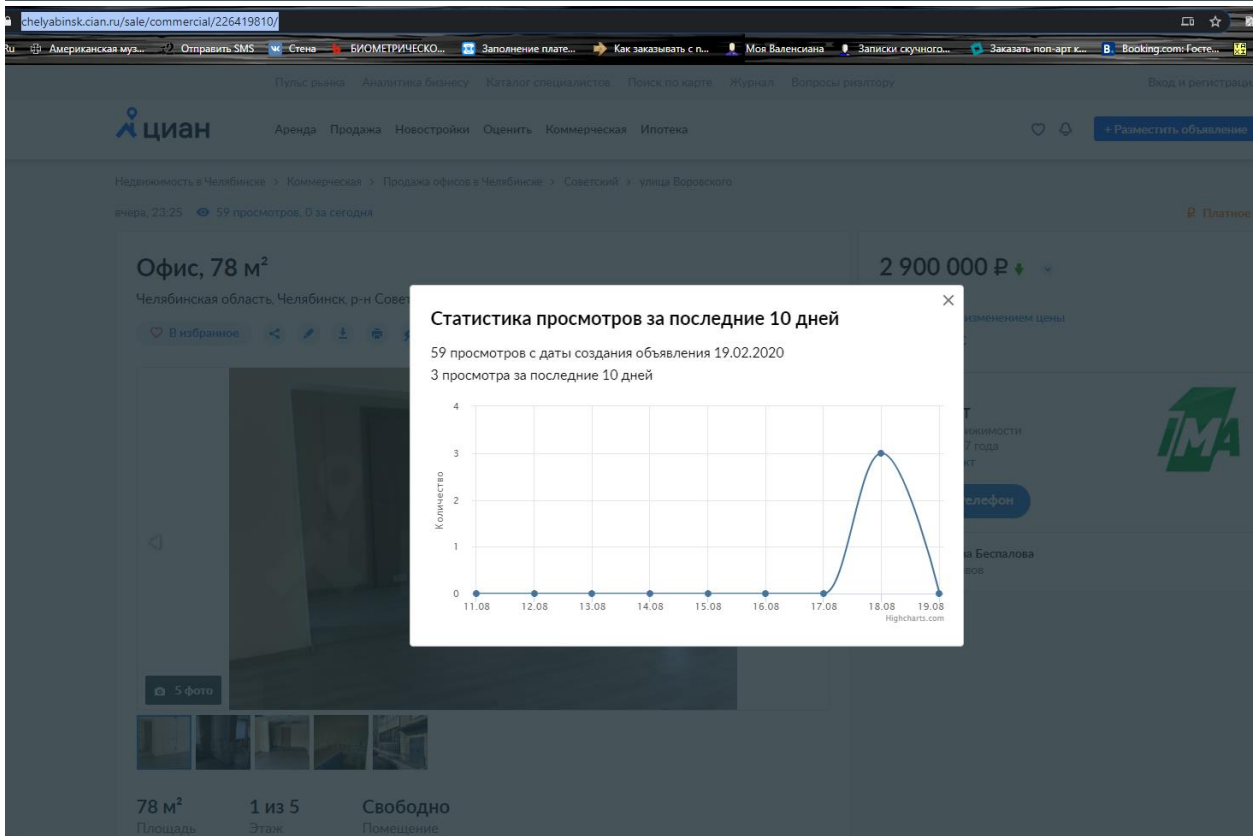 chelyabinsk.cian.ru/sale/commercial/226419810/
Ru Американская муз... Отправить SMS Стена БИОМЕТРИЧЕСКО... Заполнение плате... Как заказывать с п... Моя Валенсиана Записки скучного... Заказать поп-арт к... Booking.com: Госте...
Пульс рынка Аналитика бизнесу Каталог специалистов Поиск по карте Журнал Вопросы риэлтору Вход и регистраци
циан Аренда Продажа Новостройки Оценить Коммерческая Ипотека + Разместить объявление
Недвижимость в Челябинске > Коммерческая > Продажа офисов в Челябинске > Советский > улица Воровского
вчера, 23:25 59 просмотров, 0 за сегодня ₽ Платное
Офис, 78 м²
2 900 000 ₽
Челябинская область, Челябинск, р-н Совет
изменением цены
В избранное
Статистика просмотров за последние 10 дней
59 просмотров с даты создания объявления 19.02.2020
3 просмотра за последние 10 дней
4
3
2
1
0
Количество
11.08 12.08 13.08 14.08 15.08 16.08 17.08 18.08 19.08
Highcharts.com
т
ижимости
7 года
кт
IMA
елефон
а Беспалова
вов
5 фото
78 м² 1 из 5 Свободно
Площадь Этаж Помещение